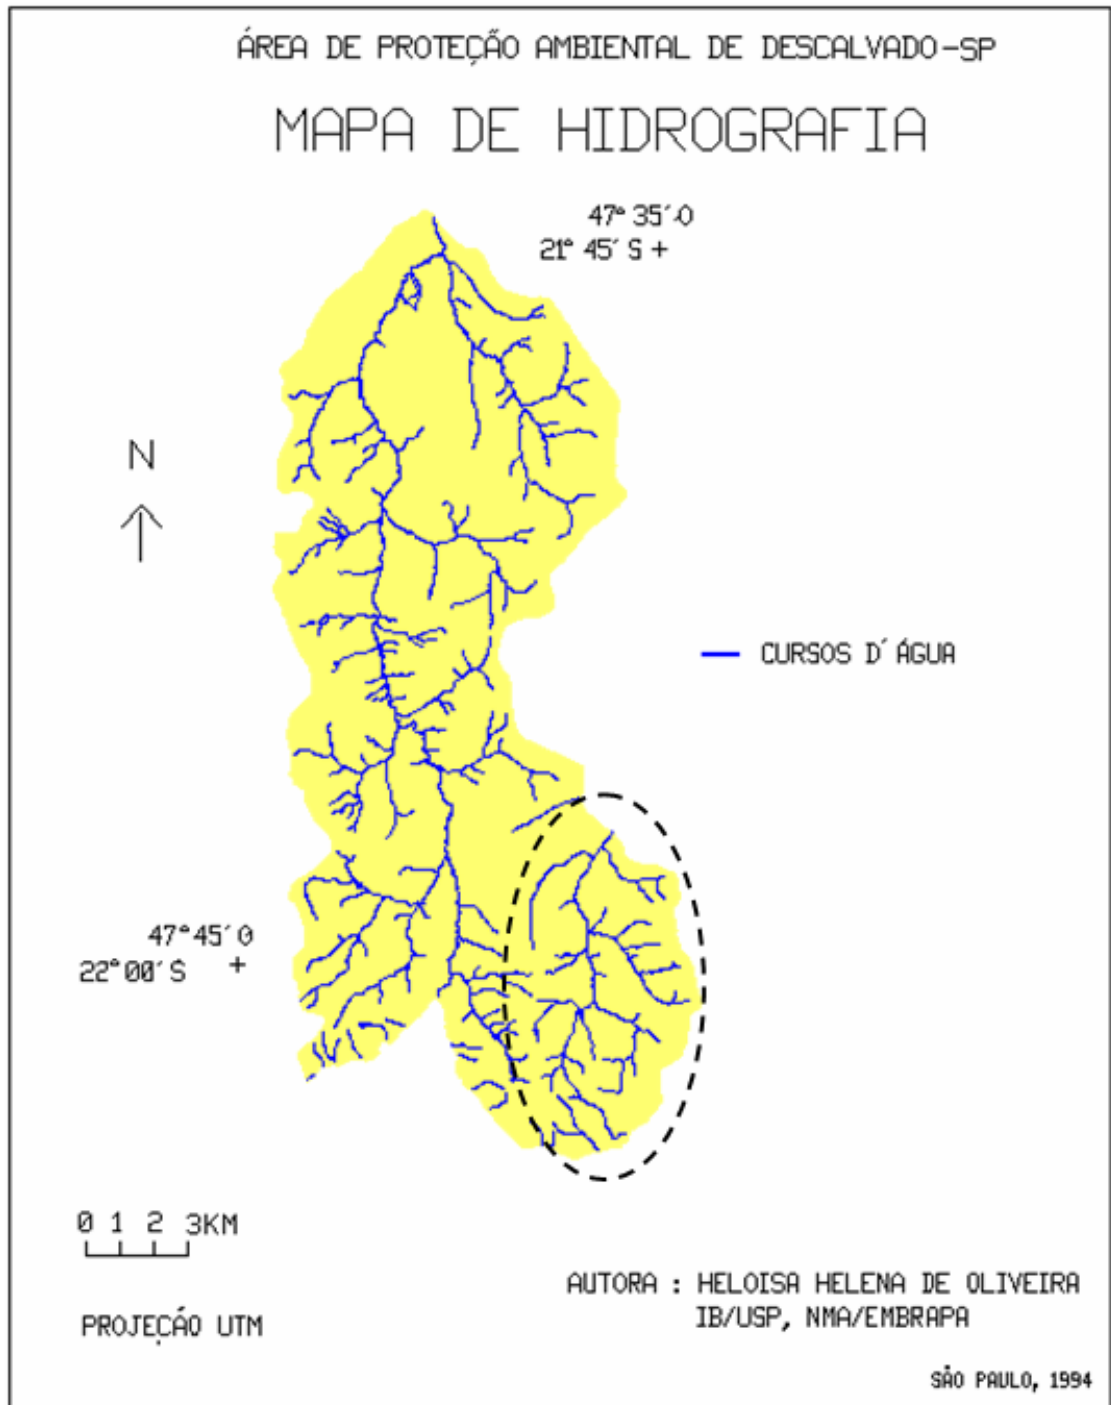 ÁREA DE PROTEÇÃO AMBIENTAL DE DESCALVADO-SP
MAPA DE HIDROGRAFIA
47° 35´ O
21° 45´ S +
N
CURSOS D´ ÁGUA
47° 45´ O
22° 00´ S +
0 1 2 3KM
PROJEÇÃO UTM
AUTORA : HELOISA HELENA DE OLIVEIRA
IB/USP, NMA/EMBRAPA
SÃO PAULO, 1994